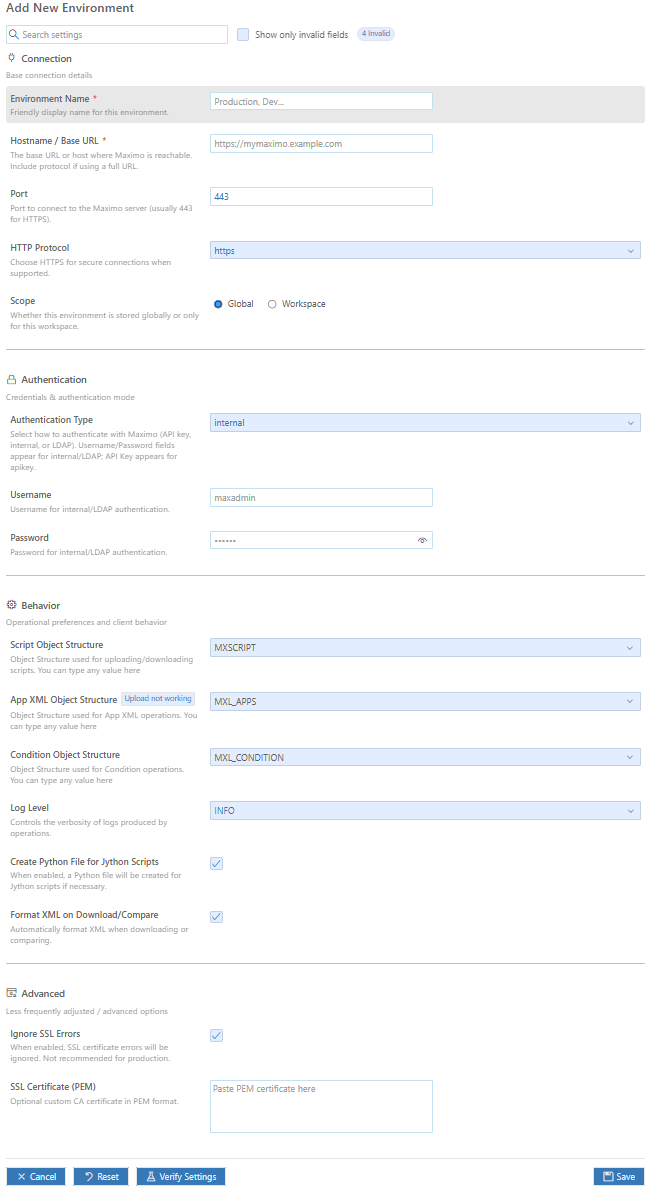 Add New Environment
Search settings
Show only invalid fields
4 Invalid
Connection
Base connection details
Environment Name *
Friendly display name for this environment.
Production, Dev...
Hostname / Base URL *
The base URL or host where Maximo is reachable.
Include protocol if using a full URL.
https://mymaximo.example.com
Port
Port to connect to the Maximo server (usually 443
for HTTPS).
443
HTTP Protocol
Choose HTTPS for secure connections when
supported.
https
Scope
Whether this environment is stored globally or only
for this workspace.
Global
Workspace
Authentication
Credentials & authentication mode
Authentication Type
Select how to authenticate with Maximo (API key,
internal, or LDAP). Username/Password fields
appear for internal/LDAP; API Key appears for
apikey.
internal
Username
Username for internal/LDAP authentication.
maxadmin
Password
Password for internal/LDAP authentication.
••••••
Behavior
Operational preferences and client behavior
Script Object Structure
Object Structure used for uploading/downloading
scripts. You can type any value here
MXSCRIPT
App XML Object Structure
Upload not working
Object Structure used for App XML operations. You
can type any value here
MXL_APPS
Condition Object Structure
Object Structure used for Condition operations.
You can type any value here
MXL_CONDITION
Log Level
Controls the verbosity of logs produced by
operations.
INFO
Create Python File for Jython Scripts
When enabled, a Python file will be created for
Jython scripts if necessary.
Format XML on Download/Compare
Automatically format XML when downloading or
comparing.
Advanced
Less frequently adjusted / advanced options
Ignore SSL Errors
When enabled, SSL certificate errors will be
ignored. Not recommended for production.
SSL Certificate (PEM)
Optional custom CA certificate in PEM format.
Paste PEM certificate here
Cancel
Reset
Verify Settings
Save